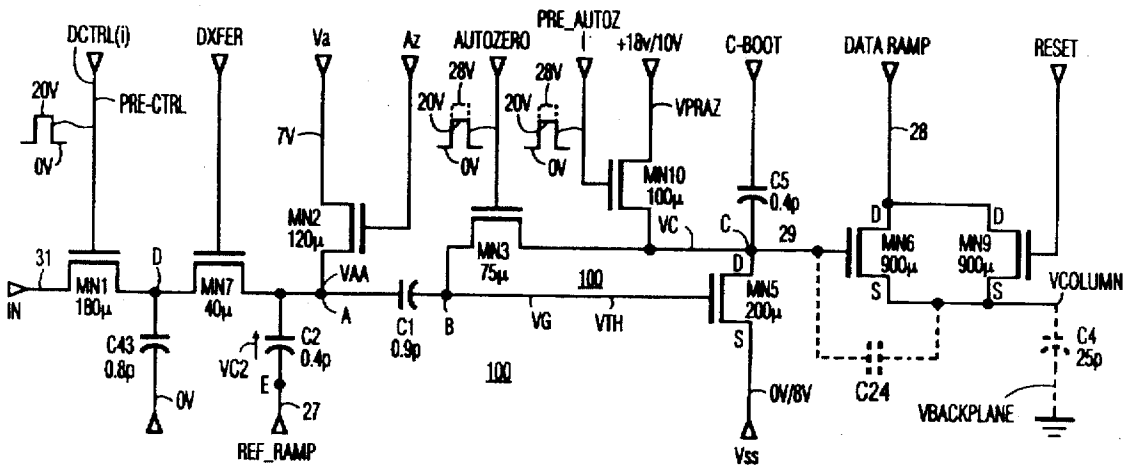 DCTRL(i)
DXFER
Va
Az
AUTOZERO
PRE_AUTOZ
+18v/10V
C-BOOT
DATA RAMP
RESET
20V
PRE-CTRL
0V
7V
28V
20V
0V
28V
20V
0V
VPRAZ
28
MN10
100µ
C5
0.4p
MN2
120µ
VC
C
29
D
D
MN6
900µ
MN9
900µ
31
D
VAA
MN3
75µ
100
D
MN5
200µ
S
S
S
VCOLUMN
IN
MN1
180µ
MN7
40µ
A
C1
0.9p
B
VG
VTH
C43
0.8p
VC2
C2
0.4p
E
100
C24
C4
25p
0V
27
0V/8V
VBACKPLANE
REF_RAMP
Vss